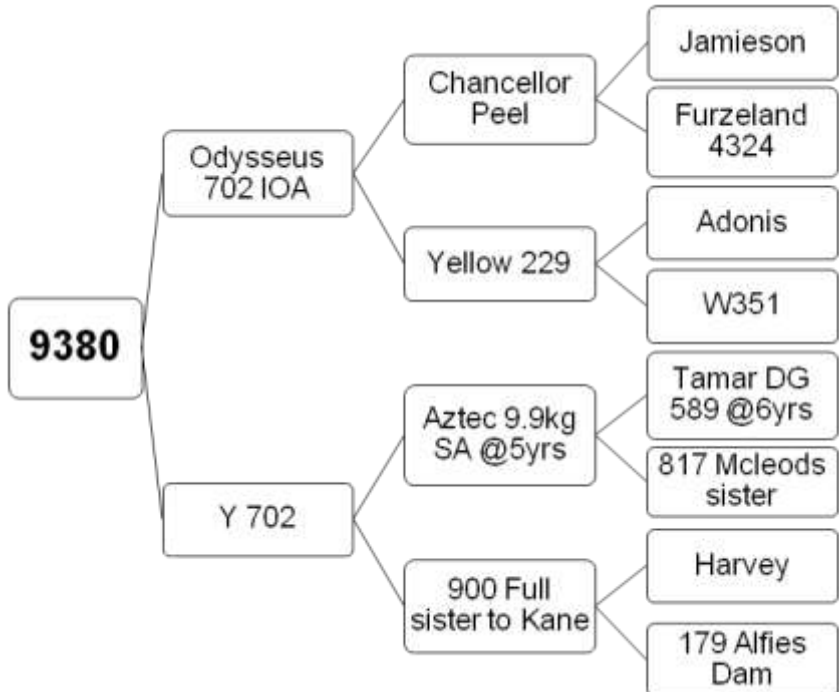 9380
Odysseus
702 IOA
Y 702
Chancellor
Peel
Yellow 229
Aztec 9.9kg
SA @5yrs
900 Full
sister to Kane
Jamieson
Furzeland
4324
Adonis
W351
Tamar DG
589 @6yrs
817 Mcleods
sister
Harvey
179 Alfies
Dam